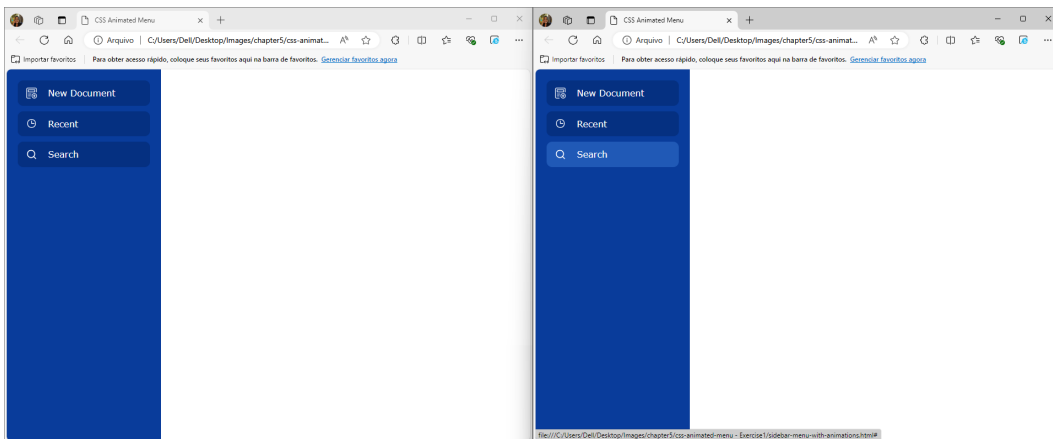 CSS Animated Menu
Arquivo | C:/Users/Dell/Desktop/Images/chapter5/css-animat...
Importar favoritos | Para obter acesso rápido, coloque seus favoritos aqui na barra de favoritos. Gerenciar favoritos agora
New Document
Recent
Search
CSS Animated Menu
Arquivo | C:/Users/Dell/Desktop/Images/chapter5/css-animat...
Importar favoritos | Para obter acesso rápido, coloque seus favoritos aqui na barra de favoritos. Gerenciar favoritos agora
New Document
Recent
Search
file:///C:/Users/Dell/Desktop/Images/chapter5/css-animated-menu - Exercise1/sidebar-menu-with-animations.html#